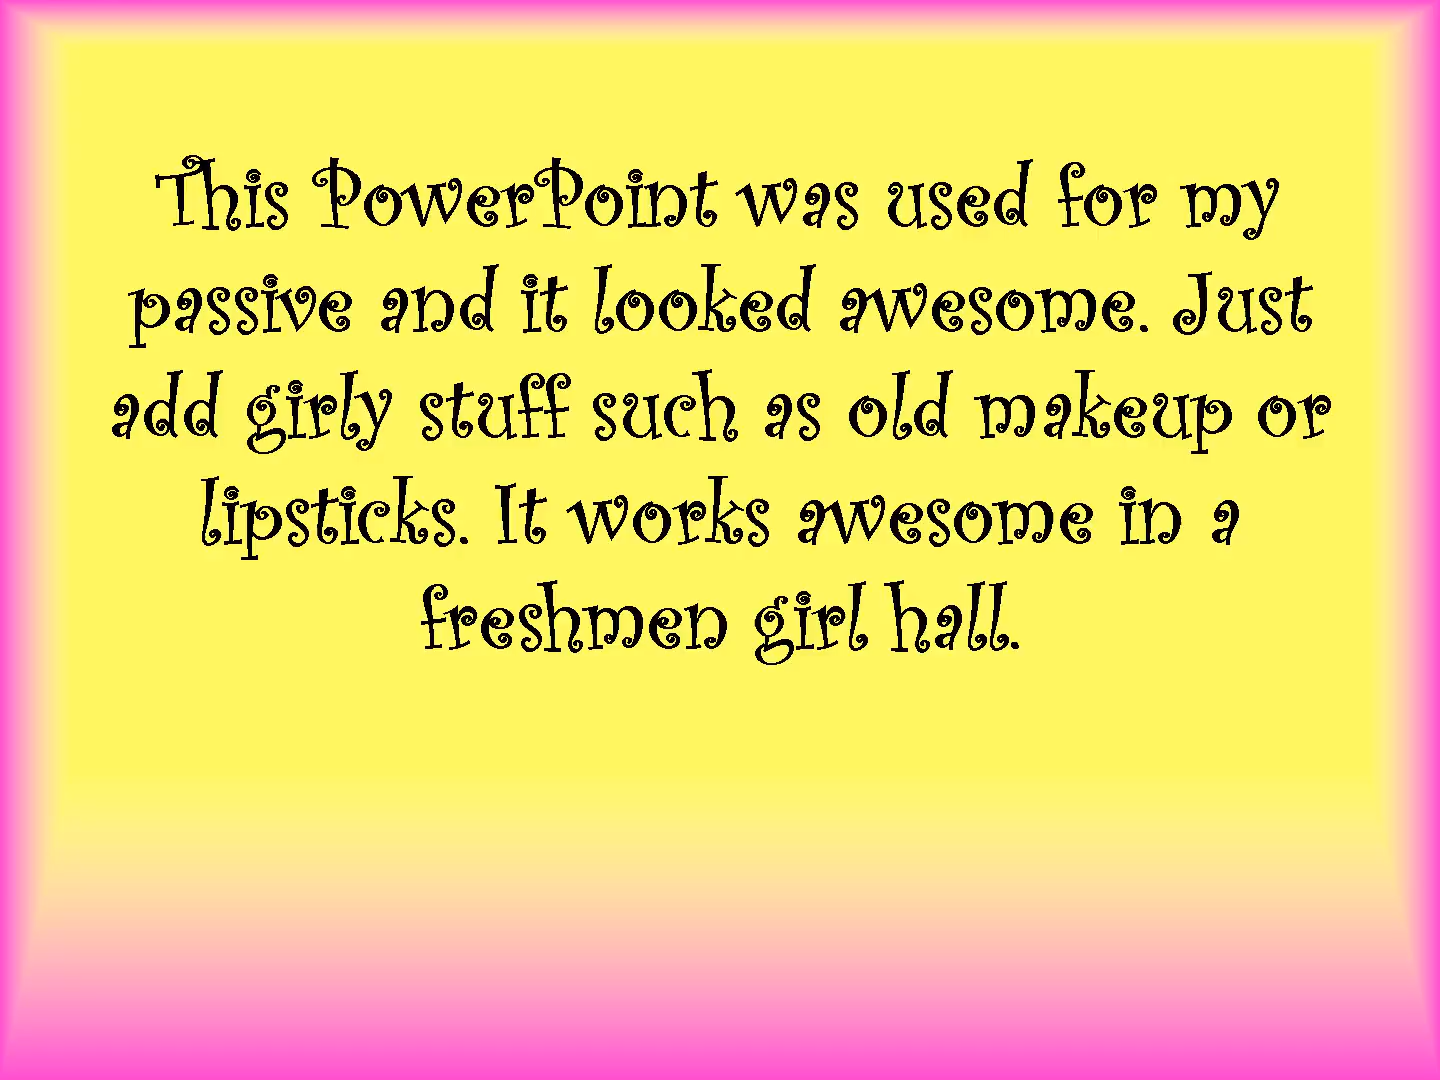 This PowerPoint was used for my
passive and it looked awesome. Just
add girly stuff such as old makeup or
lipsticks. It works awesome in a
freshmen girl hall.